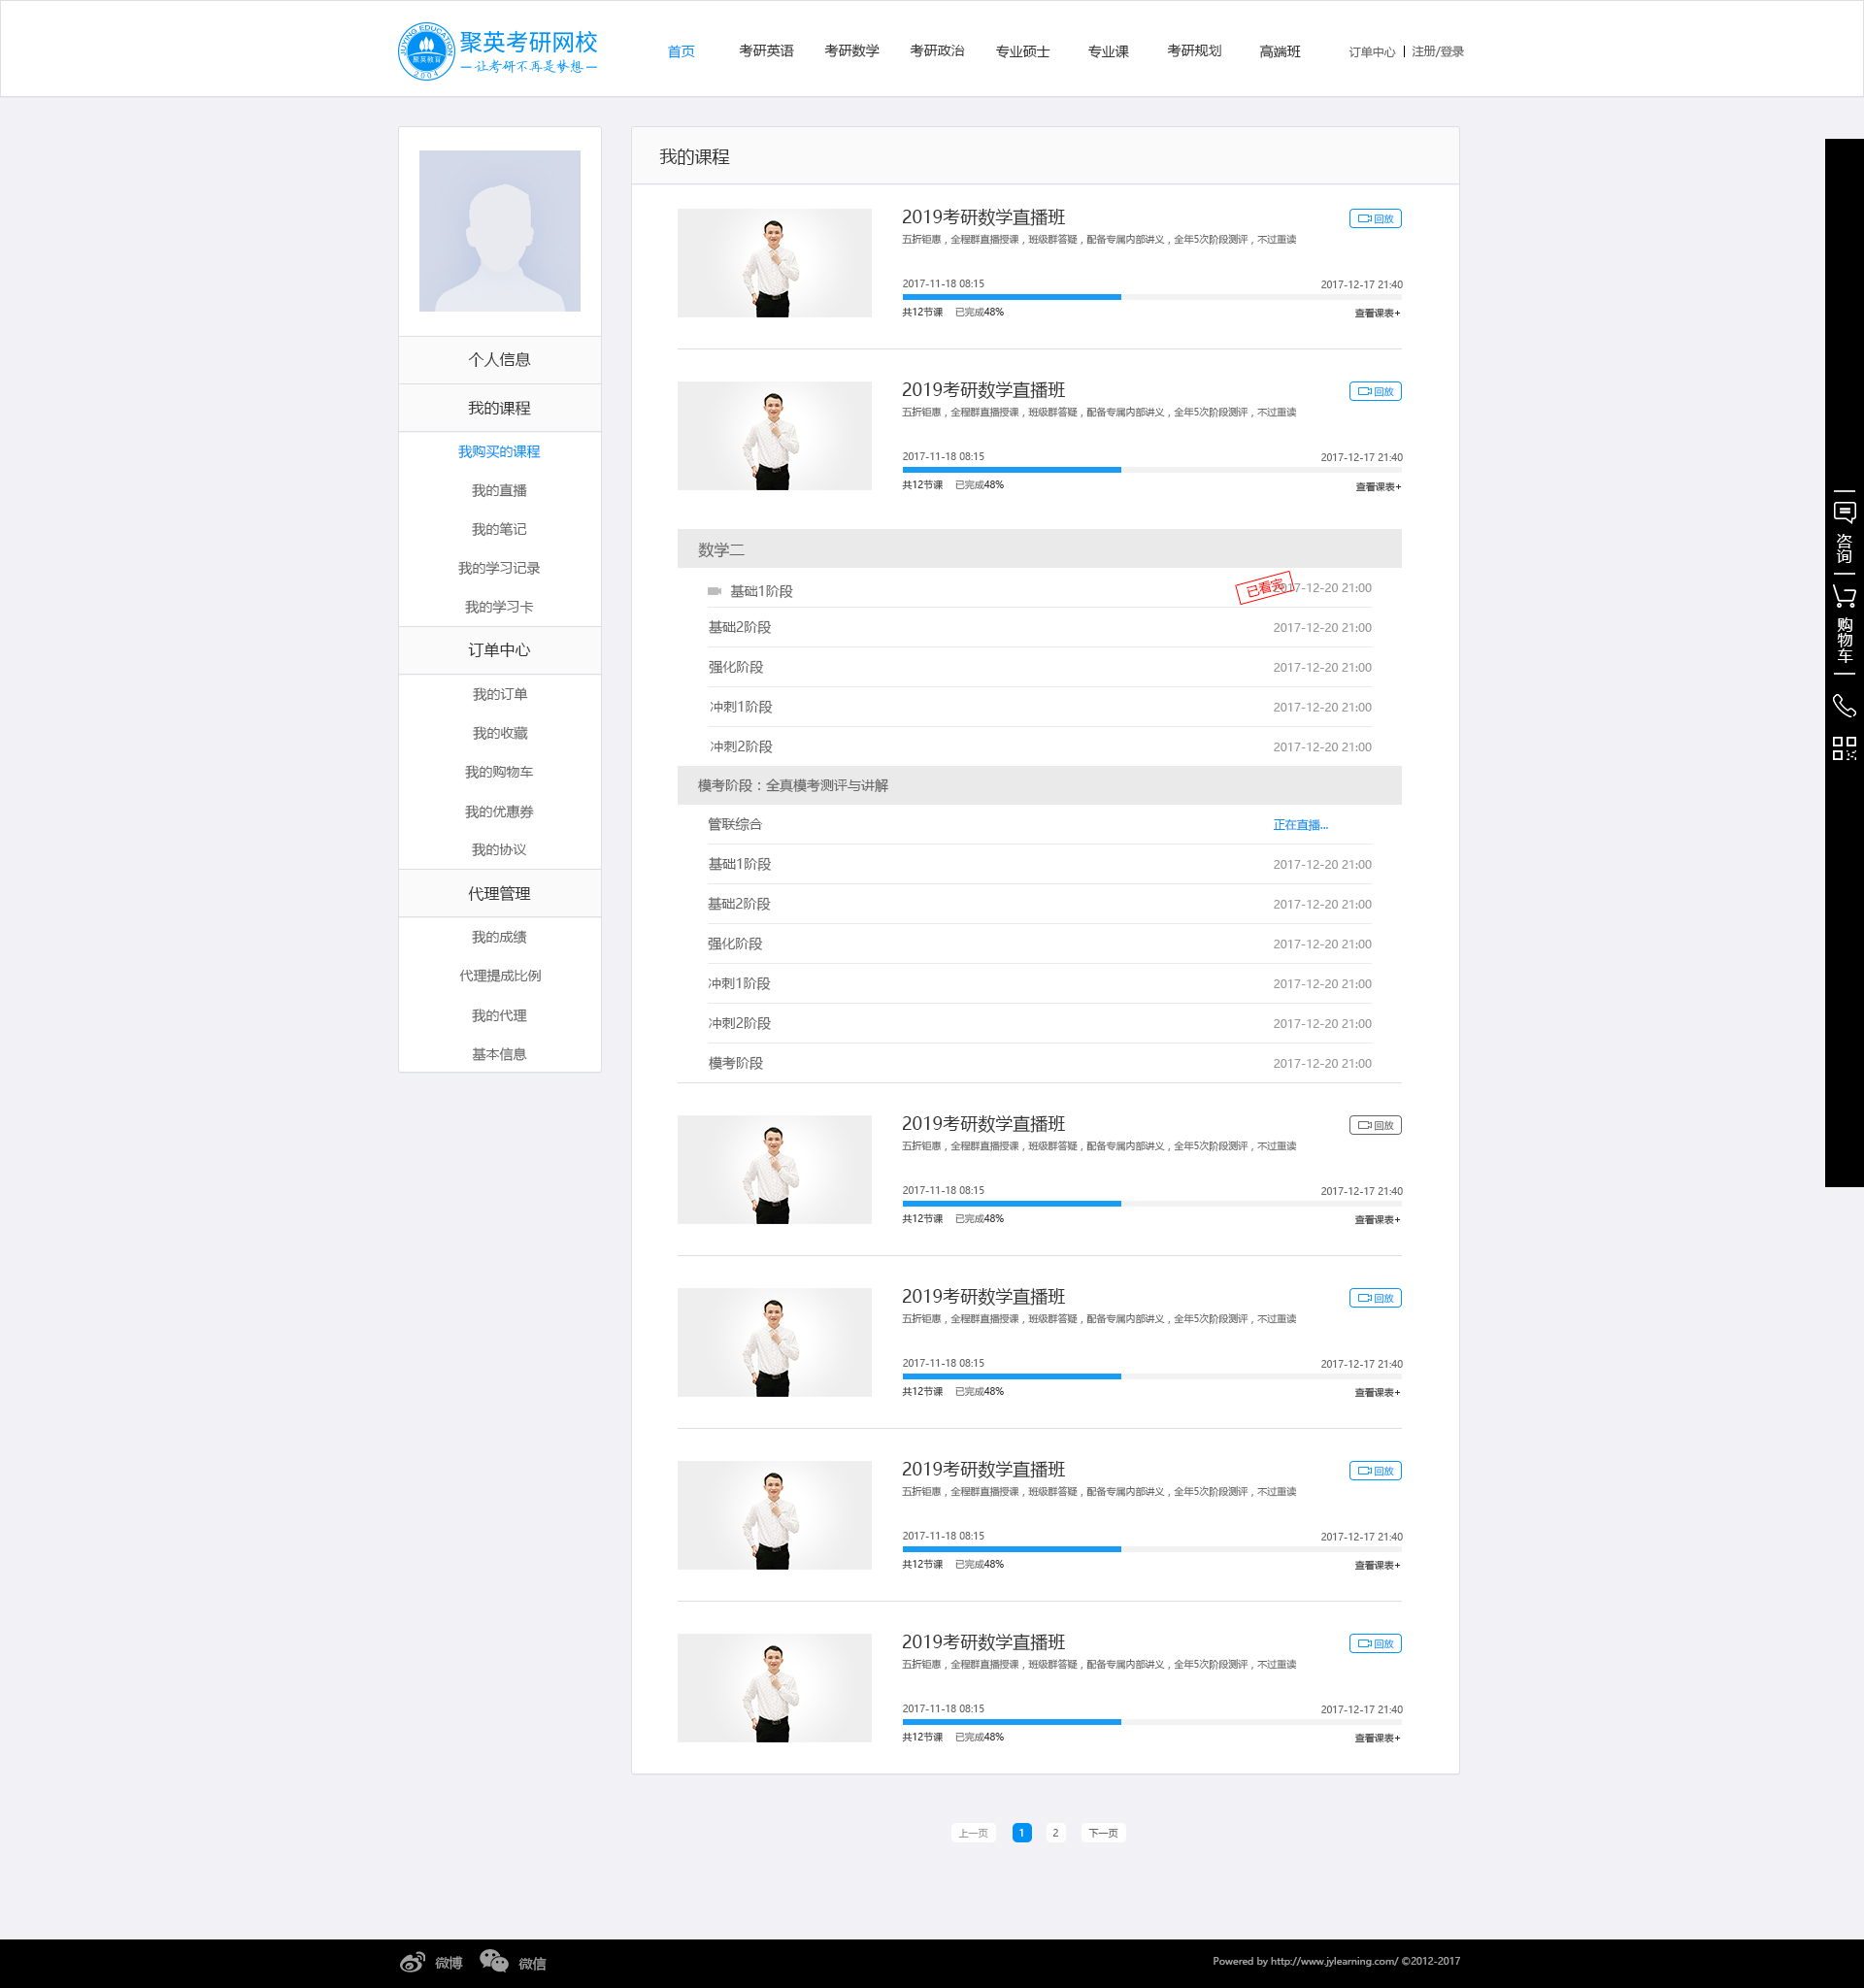 JUYING EDUCATION
聚英教育
2004
聚英考研网校
让考研不再是梦想
首页 考研英语 考研数学 考研政治 专业硕士 专业课 考研规划 高端班 订单中心 | 注册/登录
个人信息
我的课程
我购买的课程
我的直播
我的笔记
我的学习记录
我的学习卡
订单中心
我的订单
我的收藏
我的购物车
我的优惠券
我的协议
代理管理
我的成绩
代理提成比例
我的代理
基本信息
我的课程
2019考研数学直播班 回放
五折钜惠，全程群直播授课，班级群答疑，配备专属内部讲义，全年5次阶段测评，不过重读
2017-11-18 08:15 2017-12-17 21:40
共12节课 已完成48% 查看课表+
2019考研数学直播班 回放
五折钜惠，全程群直播授课，班级群答疑，配备专属内部讲义，全年5次阶段测评，不过重读
2017-11-18 08:15 2017-12-17 21:40
共12节课 已完成48% 查看课表+
数学二
基础1阶段 已看完 2017-12-20 21:00
基础2阶段 2017-12-20 21:00
强化阶段 2017-12-20 21:00
冲刺1阶段 2017-12-20 21:00
冲刺2阶段 2017-12-20 21:00
模考阶段：全真模考测评与讲解
管联综合 正在直播...
基础1阶段 2017-12-20 21:00
基础2阶段 2017-12-20 21:00
强化阶段 2017-12-20 21:00
冲刺1阶段 2017-12-20 21:00
冲刺2阶段 2017-12-20 21:00
模考阶段 2017-12-20 21:00
2019考研数学直播班 回放
五折钜惠，全程群直播授课，班级群答疑，配备专属内部讲义，全年5次阶段测评，不过重读
2017-11-18 08:15 2017-12-17 21:40
共12节课 已完成48% 查看课表+
2019考研数学直播班 回放
五折钜惠，全程群直播授课，班级群答疑，配备专属内部讲义，全年5次阶段测评，不过重读
2017-11-18 08:15 2017-12-17 21:40
共12节课 已完成48% 查看课表+
2019考研数学直播班 回放
五折钜惠，全程群直播授课，班级群答疑，配备专属内部讲义，全年5次阶段测评，不过重读
2017-11-18 08:15 2017-12-17 21:40
共12节课 已完成48% 查看课表+
2019考研数学直播班 回放
五折钜惠，全程群直播授课，班级群答疑，配备专属内部讲义，全年5次阶段测评，不过重读
2017-11-18 08:15 2017-12-17 21:40
共12节课 已完成48% 查看课表+
上一页 1 2 下一页
咨询
购物车
微博 微信 Powered by http://www.jylearning.com/ ©2012-2017